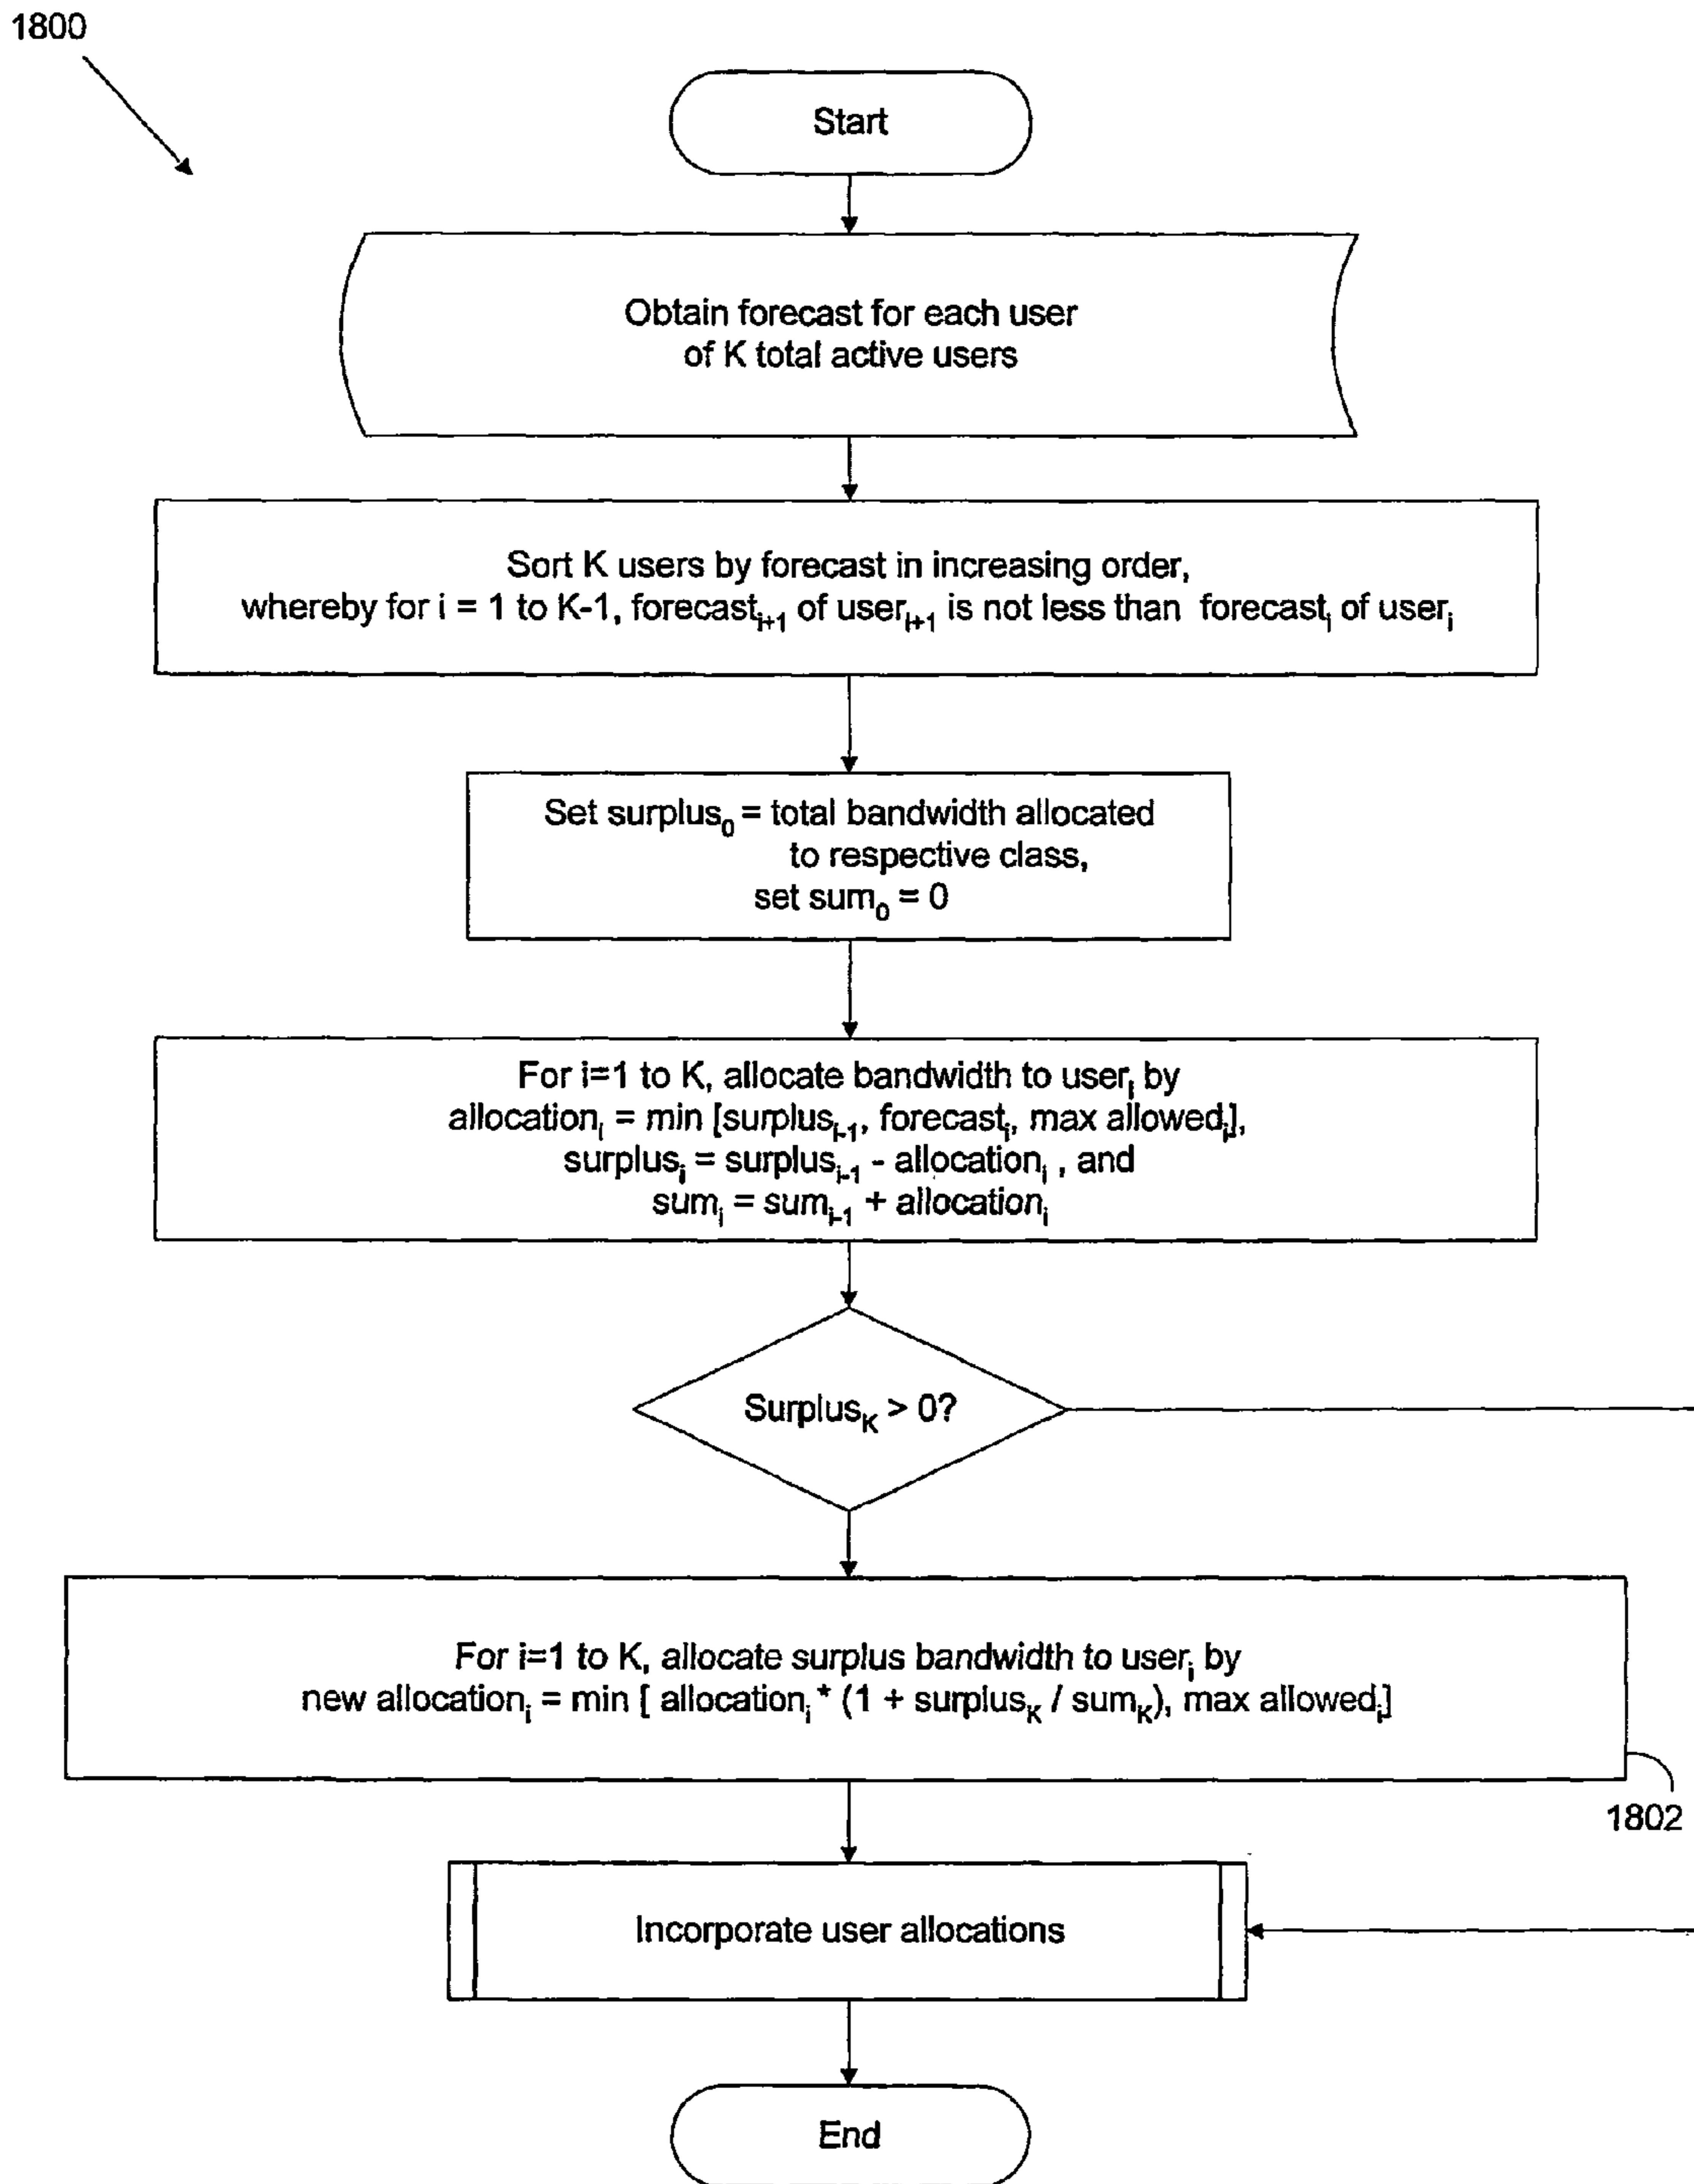 1800
Start
Obtain forecast for each user
of K total active users
Sort K users by forecast in increasing order,
whereby for i = 1 to K-1, forecastᵢ₊₁ of userᵢ₊₁ is not less than forecastᵢ of userᵢ
Set surplus₀ = total bandwidth allocated
to respective class,
set sum₀ = 0
For i=1 to K, allocate bandwidth to userᵢ by
allocationᵢ = min [surplusᵢ₋₁, forecastᵢ, max allowedᵢ],
surplusᵢ = surplusᵢ₋₁ - allocationᵢ , and
sumᵢ = sumᵢ₋₁ + allocationᵢ
Surplus_K > 0?
For i=1 to K, allocate surplus bandwidth to userᵢ by
new allocationᵢ = min [ allocationᵢ * (1 + surplus_K / sum_K), max allowedᵢ]
1802
Incorporate user allocations
End